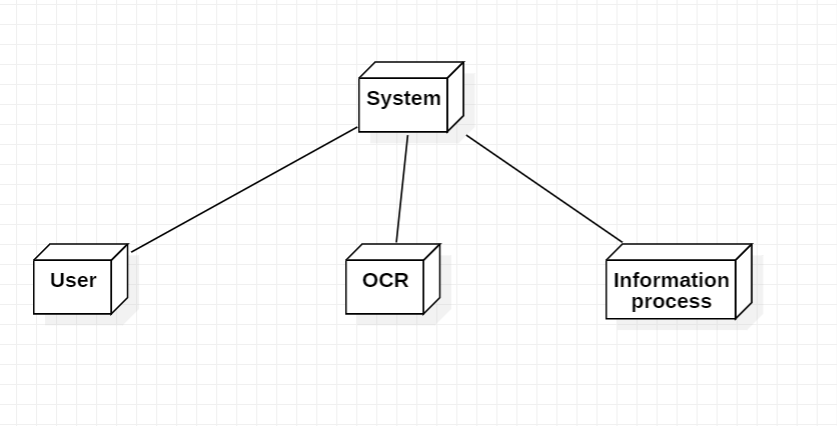 System
User
OCR
Information
process